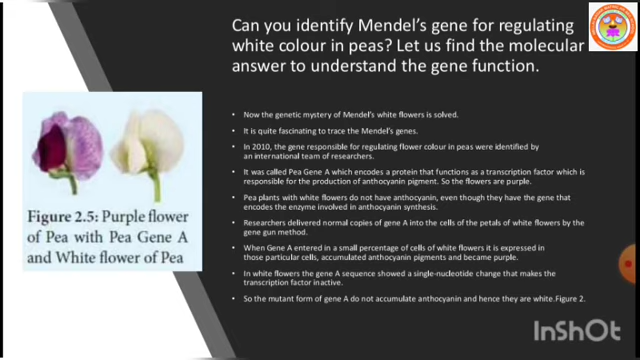 Can you identify Mendel's gene for regulating
white colour in peas? Let us find the molecular
answer to understand the gene function.
• Now the genetic mystery of Mendel's white flowers is solved.
• It is quite fascinating to trace the Mendel's genes.
• In 2010, the gene responsible for regulating flower colour in peas were identified by
an international team of researchers.
• It was called Pea Gene A which encodes a protein that functions as a transcription factor which is
responsible for the production of anthocyanin pigment. So the flowers are purple.
• Pea plants with white flowers do not have anthocyanin, even though they have the gene that
encodes the enzyme involved in anthocyanin synthesis.
• Researchers delivered normal copies of gene A into the cells of the petals of white flowers by the
gene gun method.
• When Gene A entered in a small percentage of cells of white flowers it is expressed in
those particular cells, accumulated anthocyanin pigments and became purple.
• In white flowers the gene A sequence showed a single-nucleotide change that makes the
transcription factor inactive.
• So the mutant form of gene A do not accumulate anthocyanin and hence they are white.Figure 2.
Figure 2.5: Purple flower
of Pea with Pea Gene A
and White flower of Pea
InShOt